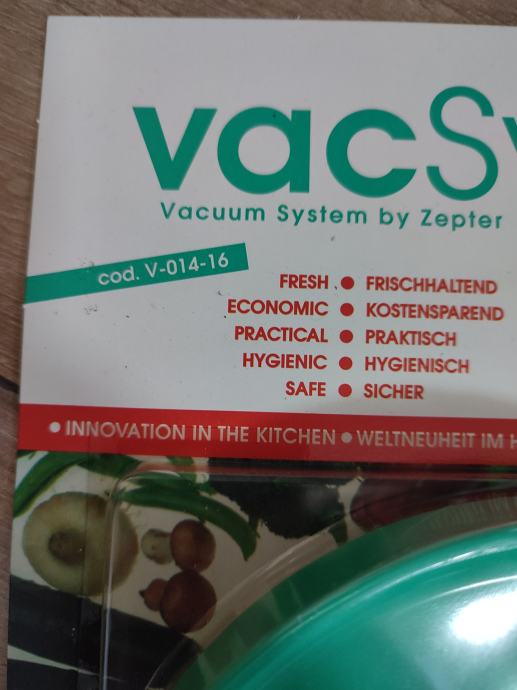 vacSy
Vacuum System by Zepter
cod. V-014-16
FRESH • FRISCHHALTEND
ECONOMIC • KOSTENSPAREND
PRACTICAL • PRAKTISCH
HYGIENIC • HYGIENISCH
SAFE • SICHER
• INNOVATION IN THE KITCHEN • WELTNEUHEIT IM H